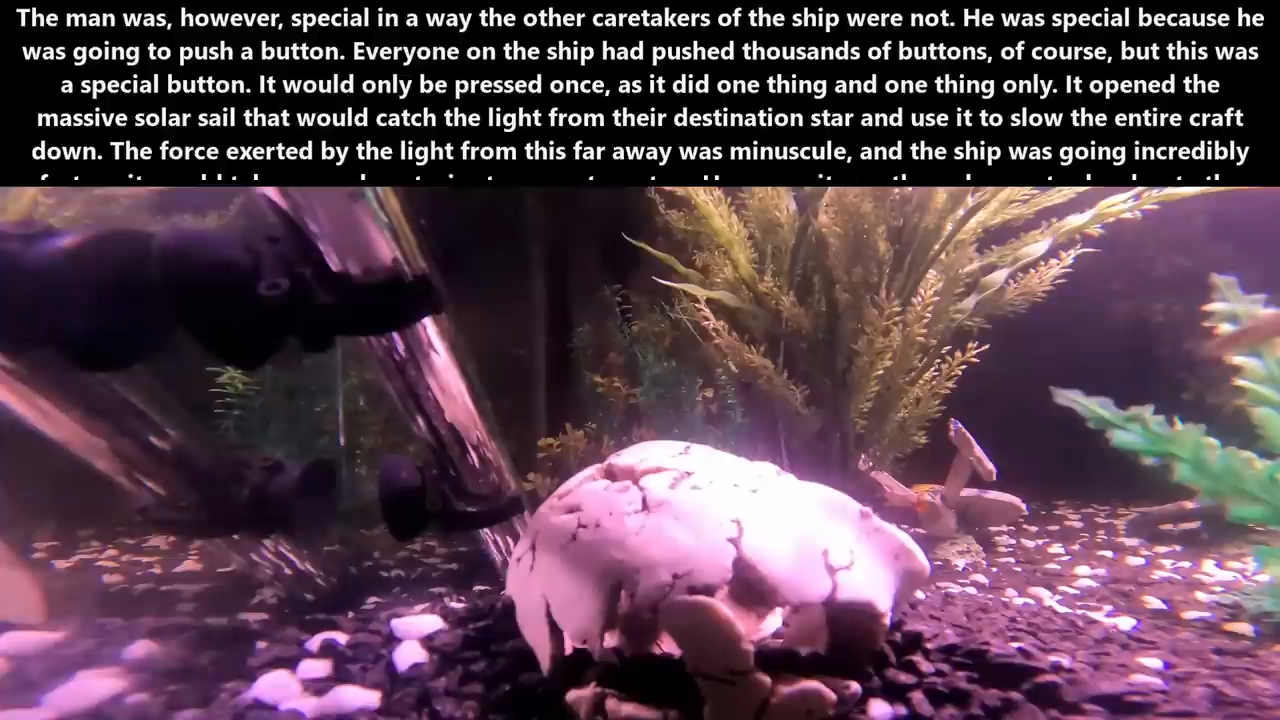 The man was, however, special in a way the other caretakers of the ship were not. He was special because he
was going to push a button. Everyone on the ship had pushed thousands of buttons, of course, but this was
a special button. It would only be pressed once, as it did one thing and one thing only. It opened the
massive solar sail that would catch the light from their destination star and use it to slow the entire craft
down. The force exerted by the light from this far away was minuscule, and the ship was going incredibly